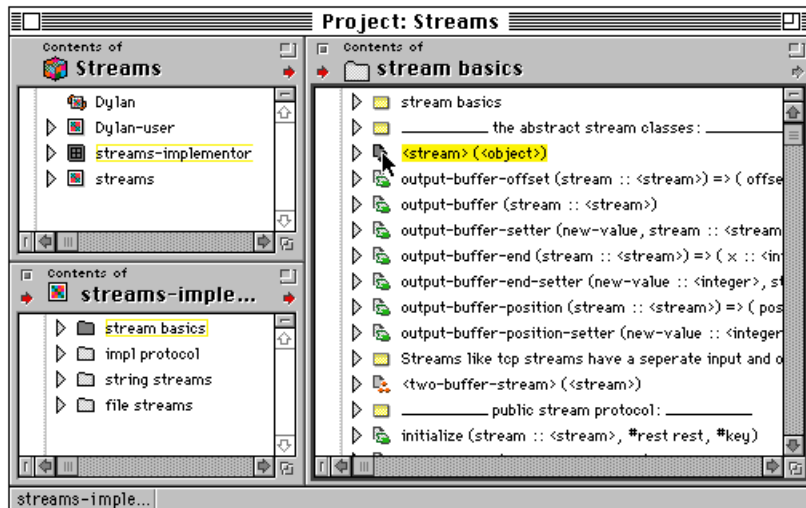 Project: Streams
Contents of
Streams
Dylan
Dylan-user
streams-implementor
streams
Contents of
streams-imple...
stream basics
impl protocol
string streams
file streams
Contents of
stream basics
stream basics
__________ the abstract stream classes: __________
<stream> (<object>)
output-buffer-offset (stream :: <stream>) => ( offse
output-buffer (stream :: <stream>)
output-buffer-setter (new-value, stream :: <stream
output-buffer-end (stream :: <stream>) => ( x :: <in
output-buffer-end-setter (new-value :: <integer>, st
output-buffer-position (stream :: <stream>) => ( pos
output-buffer-position-setter (new-value :: <integer
Streams like tcp streams have a seperate input and o
<two-buffer-stream> (<stream>)
__________ public stream protocol: __________
initialize (stream :: <stream>, #rest rest, #key)
streams-imple...